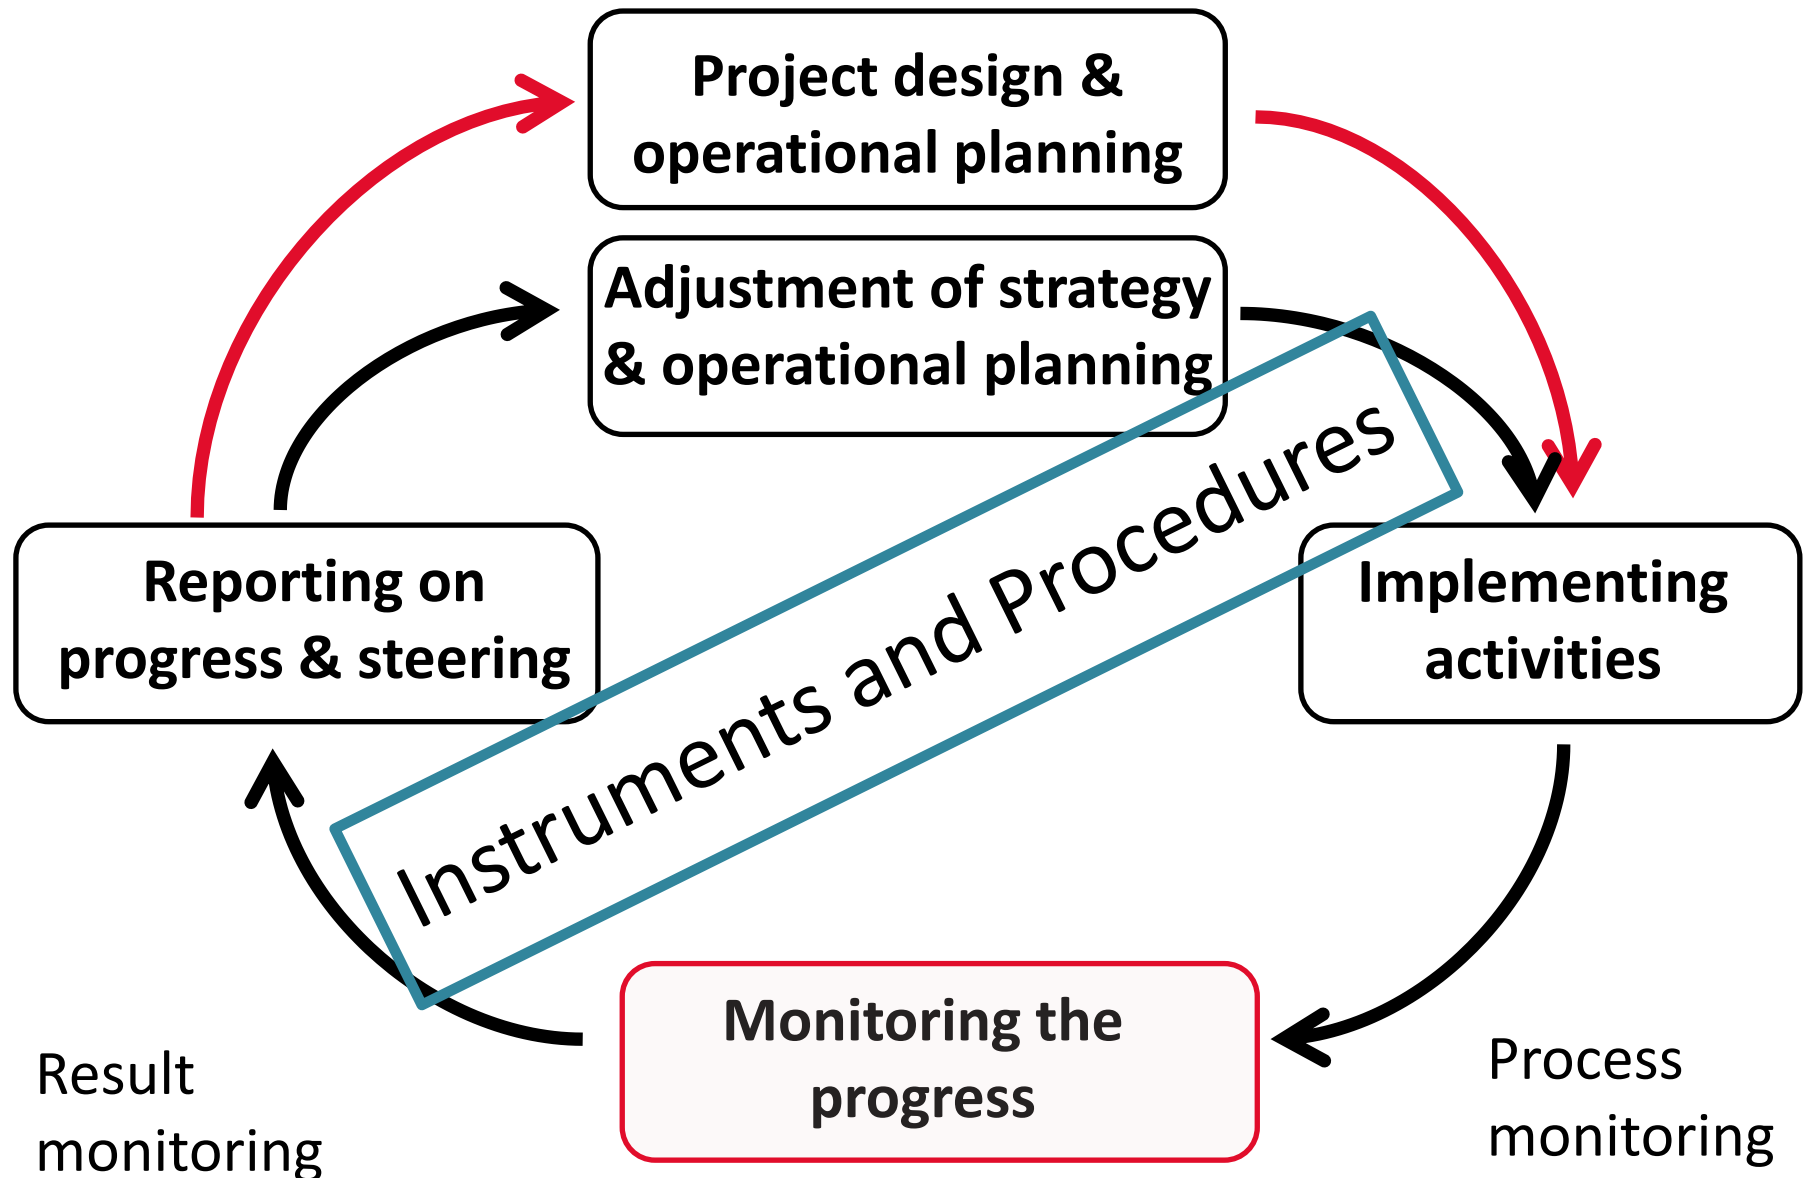 Project design &
operational planning
Adjustment of strategy
& operational planning
Instruments and Procedures
Reporting on
progress & steering
Implementing
activities
Monitoring the
progress
Result
monitoring
Process
monitoring